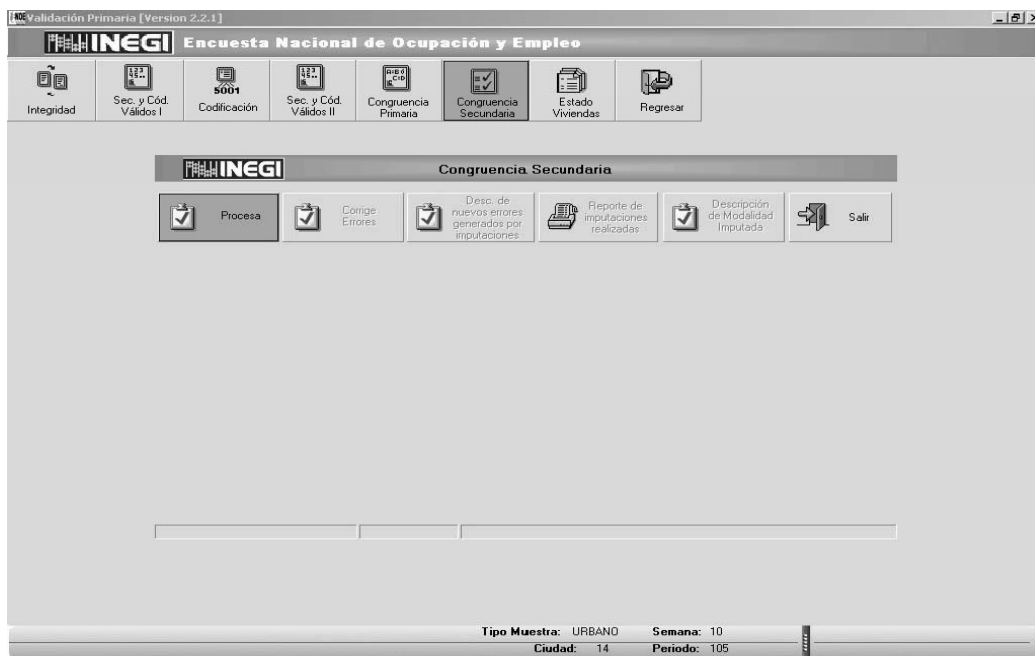 Validación Primaria [Version 2.2.1]
INEGI Encuesta Nacional de Ocupación y Empleo
Integridad
Sec. y Cód. Válidos I
5001
Codificación
Sec. y Cód. Válidos II
Congruencia Primaria
Congruencia Secundaria
Estado Viviendas
Regresar
INEGI Congruencia Secundaria
Procesa
Corrige
Errores
Desc. de
nuevos errores
generados por
imputaciones
Reporte de
imputaciones
realizadas
Descripción
de Modalidad
Imputada
Salir
Tipo Muestra: URBANO Semana: 10
Ciudad: 14 Periodo: 105